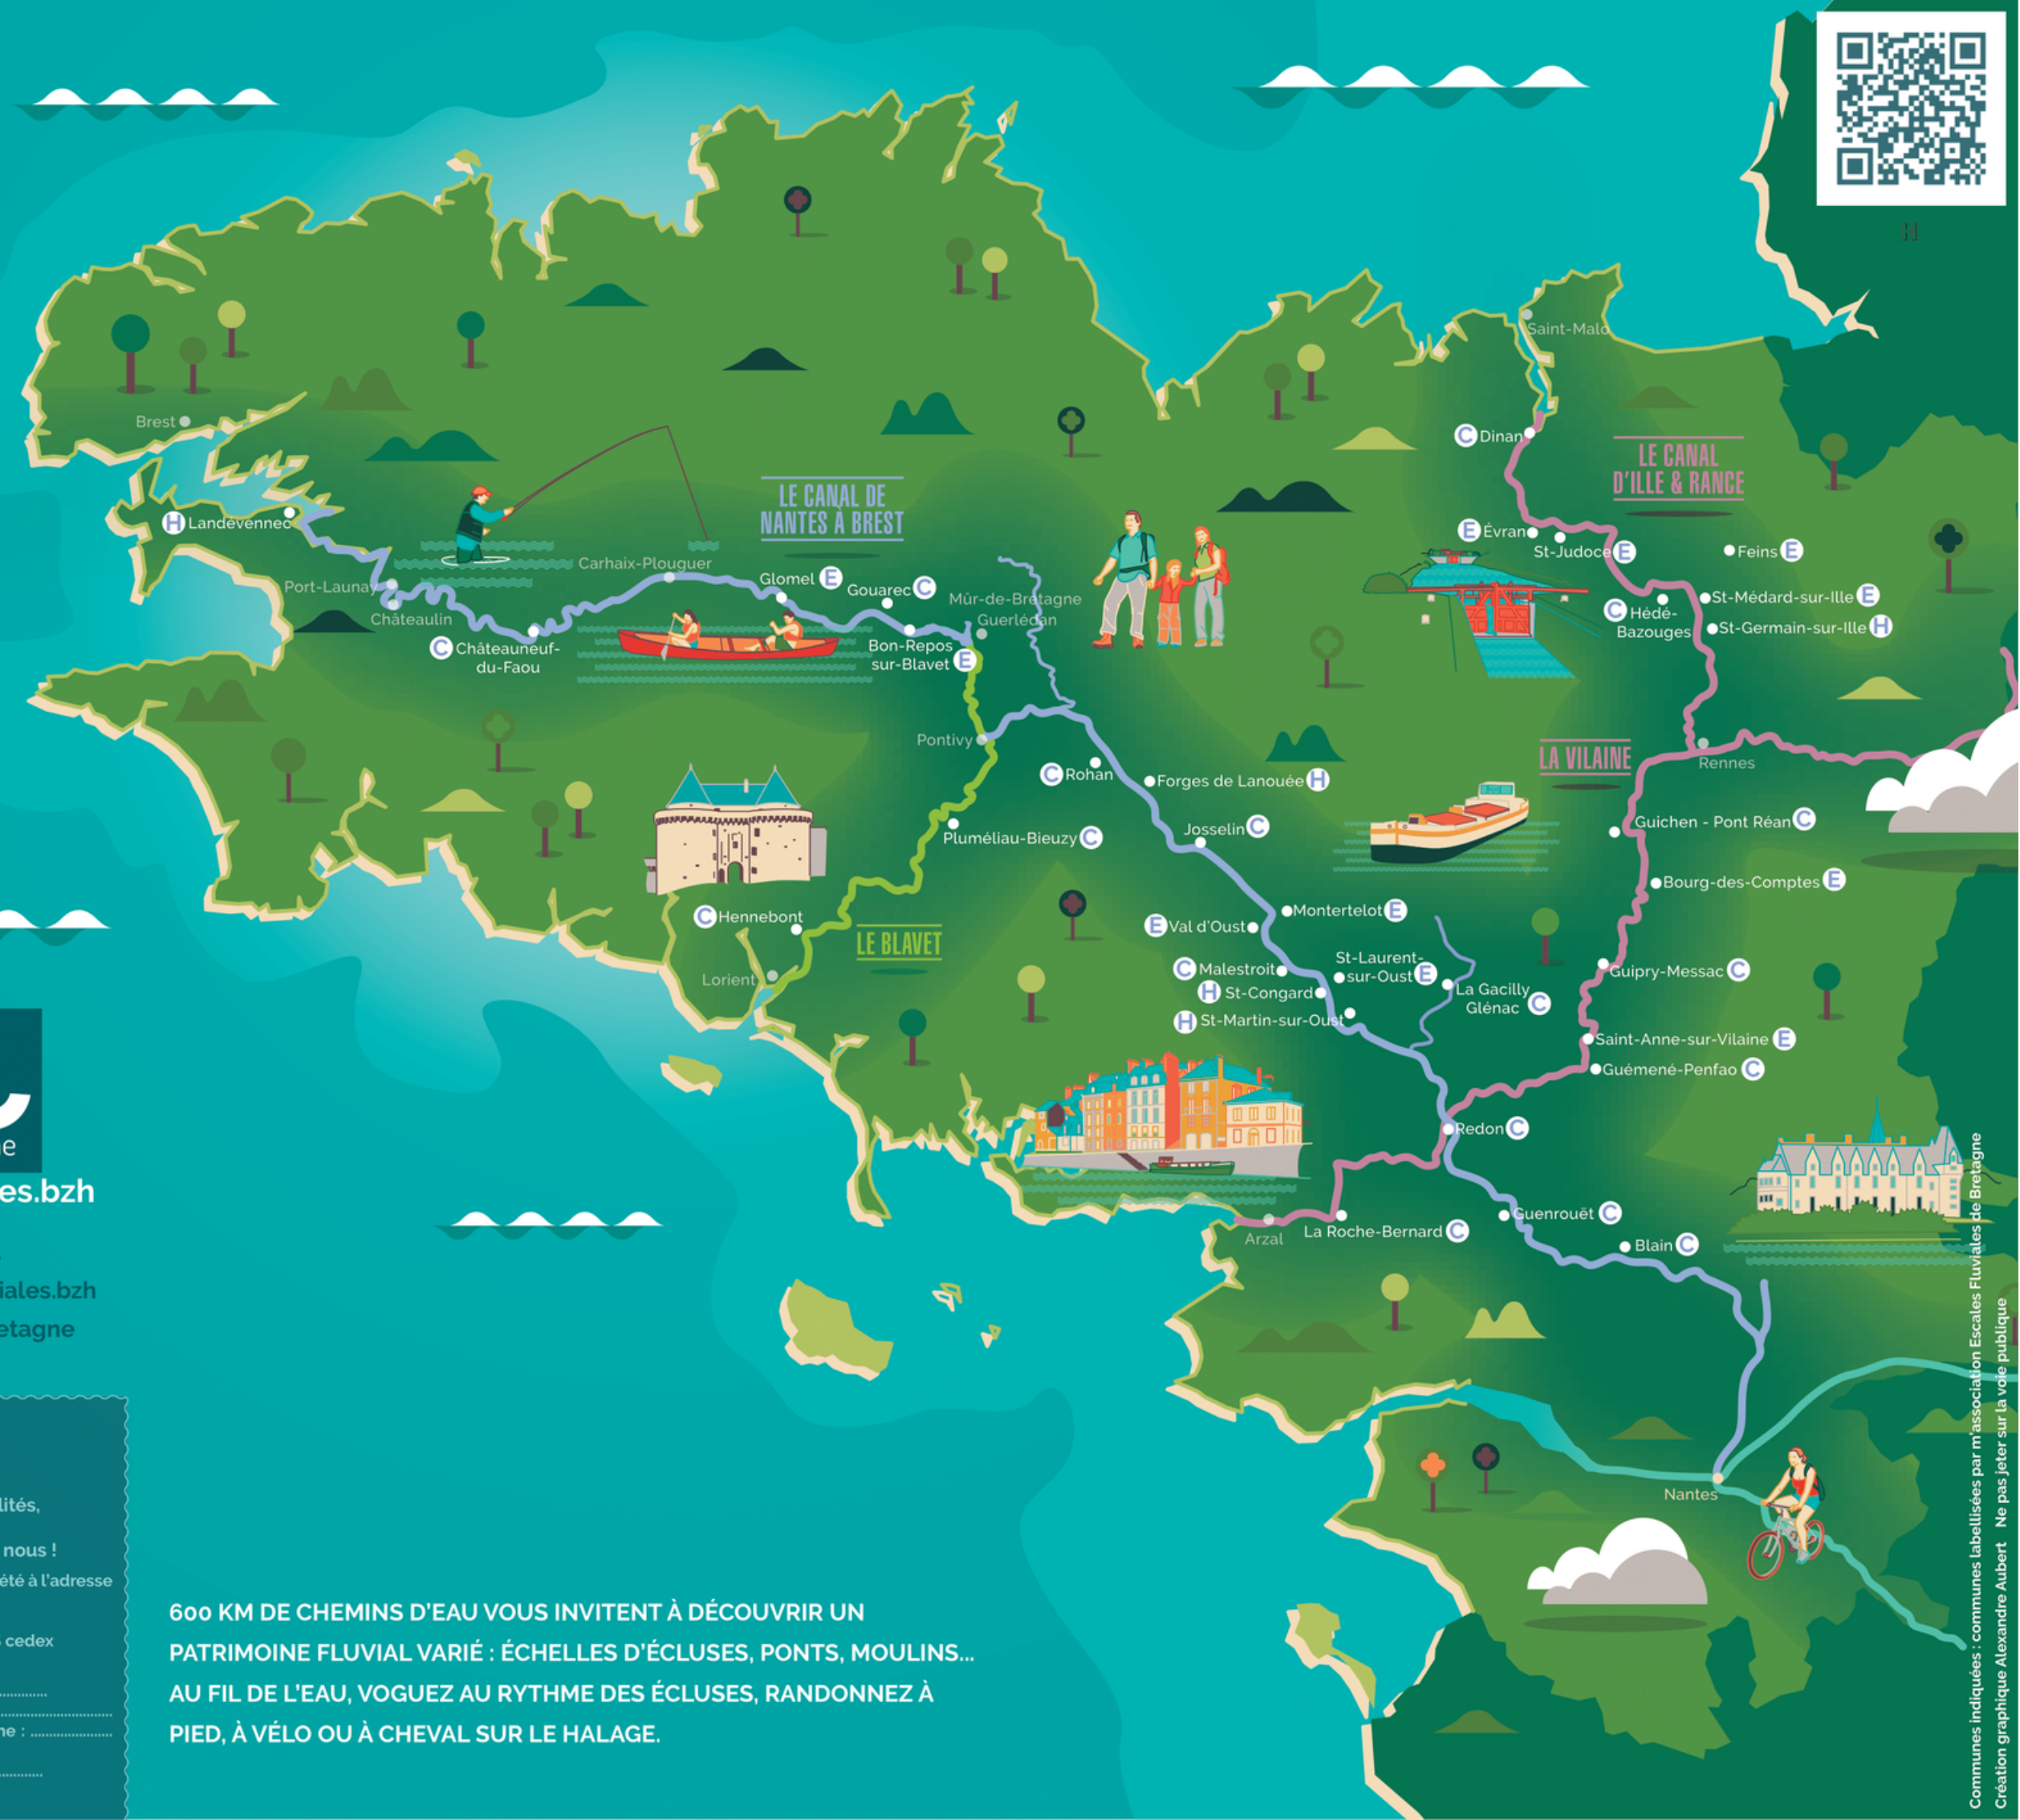 H
Saint-Malo
Brest
C Dinan
LE CANAL
D'ILLE & RANCE
LE CANAL DE
NANTES À BREST
H Landévennec
E Évran
St-Judoce E
Feins E
Carhaix-Plouguer
Port-Launay
Châteaulin
Glomel E
Gouarec C
Mûr-de-Bretagne
Guerlédan
St-Médard-sur-Ille E
C Hédé-
Bazouges
St-Germain-sur-Ille H
C Châteauneuf-
du-Faou
Bon-Repos
sur-Blavet E
Pontivy
LA VILAINE
Rennes
C Rohan
Forges de Lanouée H
Guichen - Pont Réan C
Josselin C
Pluméliau-Bieuzy C
Bourg-des-Comptes E
C Hennebont
Montertelot E
E Val d'Oust
LE BLAVET
Lorient
C Malestroit
St-Laurent-
sur-Oust E
H St-Congard
La Gacilly
Glénac C
Guipry-Messac C
H St-Martin-sur-Oust
Saint-Anne-sur-Vilaine E
Guémené-Penfao C
Redon C
Guenrouët C
Arzal
La Roche-Bernard C
Blain C
Nantes
e
es.bzh
iales.bzh
etagne
lités,
nous !
été à l'adresse
cedex
ne :
600 KM DE CHEMINS D'EAU VOUS INVITENT À DÉCOUVRIR UN
PATRIMOINE FLUVIAL VARIÉ : ÉCHELLES D'ÉCLUSES, PONTS, MOULINS...
AU FIL DE L'EAU, VOGUEZ AU RYTHME DES ÉCLUSES, RANDONNEZ À
PIED, À VÉLO OU À CHEVAL SUR LE HALAGE.
Communes indiquées : communes labellisées par m'association Escales Fluviales de Bretagne
Création graphique Alexandre Aubert Ne pas jeter sur la voie publique